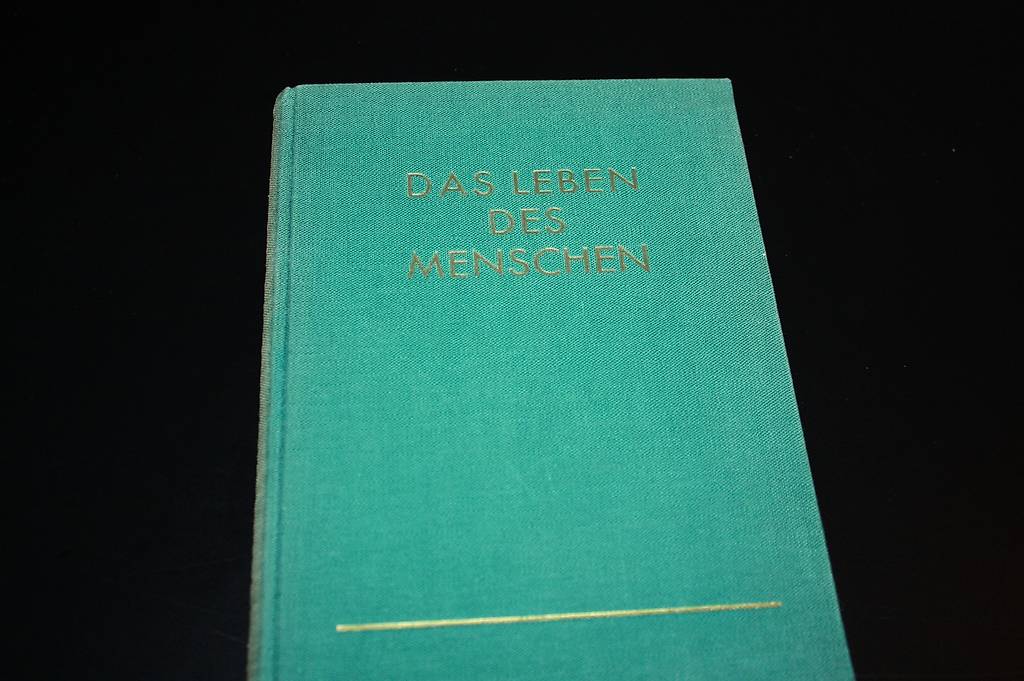 DAS LEBEN
DES
MENSCHEN